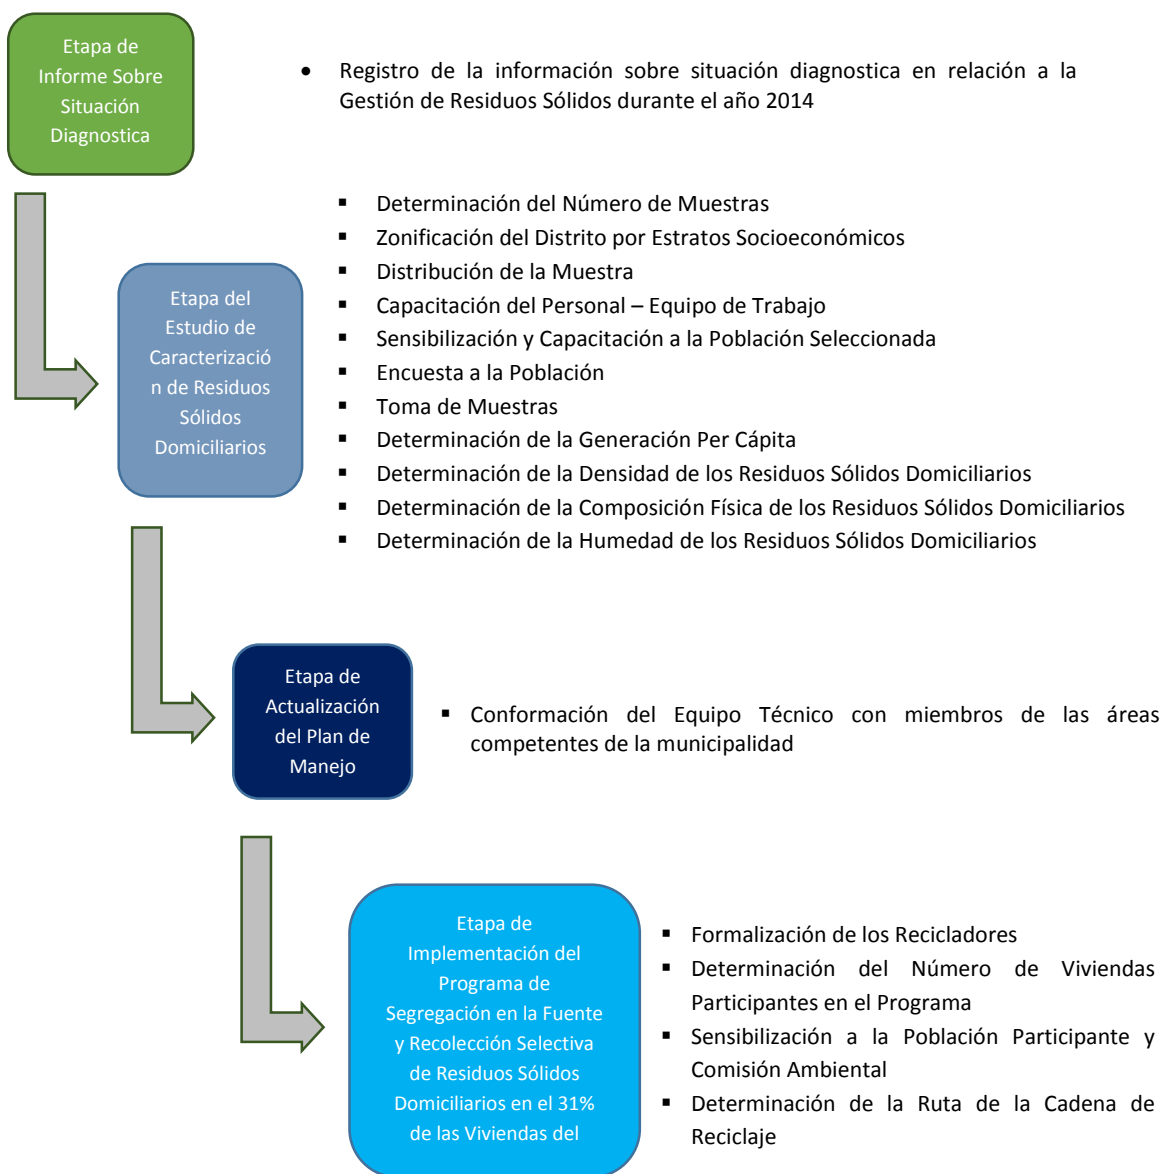 Etapa de
Informe Sobre
Situación
Diagnostica
• Registro de la información sobre situación diagnostica en relación a la
Gestión de Residuos Sólidos durante el año 2014
Etapa del
Estudio de
Caracterizació
n de Residuos
Sólidos
Domiciliarios
▪ Determinación del Número de Muestras
▪ Zonificación del Distrito por Estratos Socioeconómicos
▪ Distribución de la Muestra
▪ Capacitación del Personal – Equipo de Trabajo
▪ Sensibilización y Capacitación a la Población Seleccionada
▪ Encuesta a la Población
▪ Toma de Muestras
▪ Determinación de la Generación Per Cápita
▪ Determinación de la Densidad de los Residuos Sólidos Domiciliarios
▪ Determinación de la Composición Física de los Residuos Sólidos Domiciliarios
▪ Determinación de la Humedad de los Residuos Sólidos Domiciliarios
Etapa de
Actualización
del Plan de
Manejo
▪ Conformación del Equipo Técnico con miembros de las áreas
competentes de la municipalidad
Etapa de
Implementación del
Programa de
Segregación en la Fuente
y Recolección Selectiva
de Residuos Sólidos
Domiciliarios en el 31%
de las Viviendas del
▪ Formalización de los Recicladores
▪ Determinación del Número de Viviendas
Participantes en el Programa
▪ Sensibilización a la Población Participante y
Comisión Ambiental
▪ Determinación de la Ruta de la Cadena de
Reciclaje